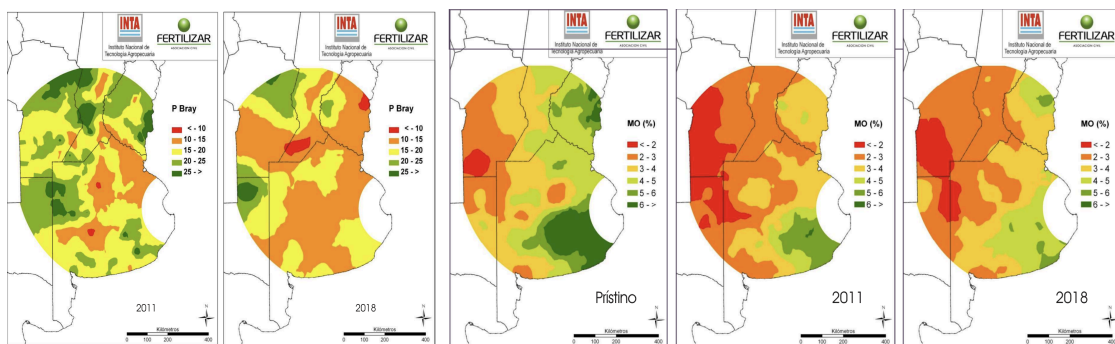 INTA
FERTILIZAR
ASOCIACION CIVIL
Instituto Nacional de
Tecnología Agropecuaria
P Bray
< - 10
10 - 15
15 - 20
20 - 25
25 - >
2011
N
Kilómetros
0 100 200 400
INTA
FERTILIZAR
ASOCIACION CIVIL
Instituto Nacional de
Tecnología Agropecuaria
P Bray
< - 10
10 - 15
15 - 20
20 - 25
25 - >
2018
N
Kilómetros
0 100 200 400
INTA
FERTILIZAR
ASOCIACION CIVIL
Instituto Nacional de
Tecnología Agropecuaria
MO (%)
< - 2
2 - 3
3 - 4
4 - 5
5 - 6
6 - >
Prístino
N
Kilómetros
0 100 200 400
INTA
FERTILIZAR
ASOCIACION CIVIL
Instituto Nacional de
Tecnología Agropecuaria
MO (%)
< - 2
2 - 3
3 - 4
4 - 5
5 - 6
6 - >
2011
N
Kilómetros
0 100 200 400
INTA
FERTILIZAR
ASOCIACION CIVIL
Instituto Nacional de
Tecnología Agropecuaria
MO (%)
< - 2
2 - 3
3 - 4
4 - 5
5 - 6
6 - >
2018
N
Kilómetros
0 100 200 400